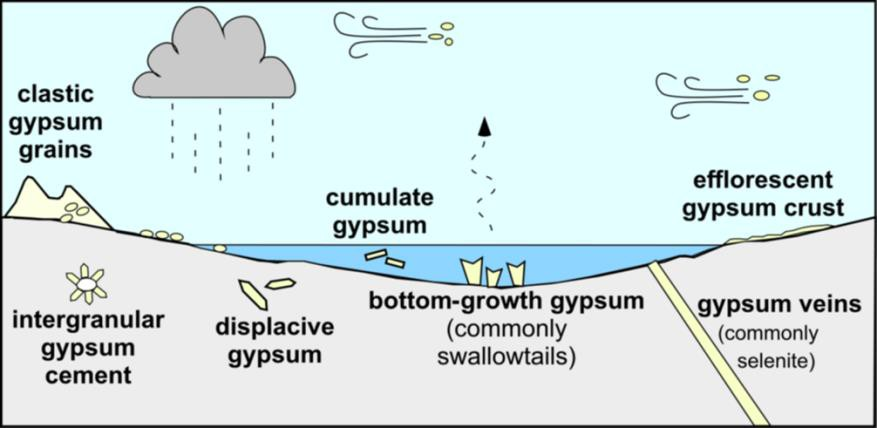 clastic
gypsum
grains
cumulate
gypsum
efflorescent
gypsum crust
intergranular
gypsum
cement
displacive
gypsum
bottom-growth gypsum
(commonly
swallowtails)
gypsum veins
(commonly
selenite)